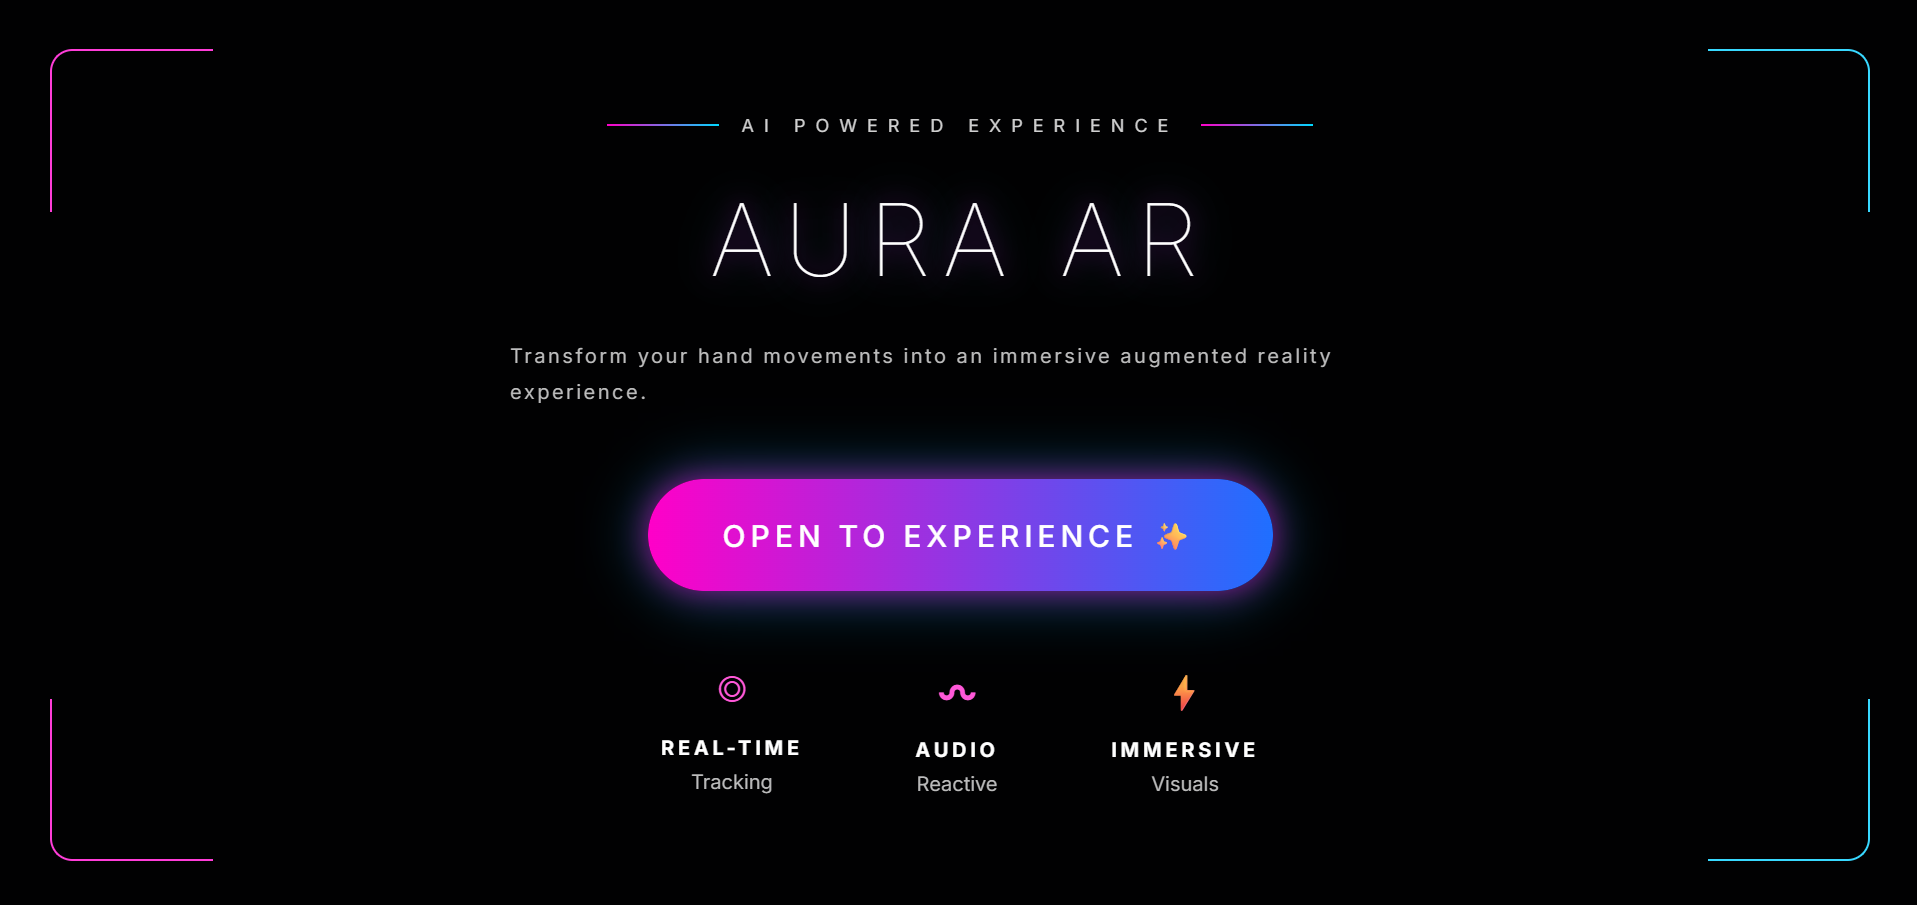 AI POWERED EXPERIENCE
AURA AR
Transform your hand movements into an immersive augmented reality
experience.
OPEN TO EXPERIENCE ✨
REAL-TIME
Tracking
AUDIO
Reactive
IMMERSIVE
Visuals